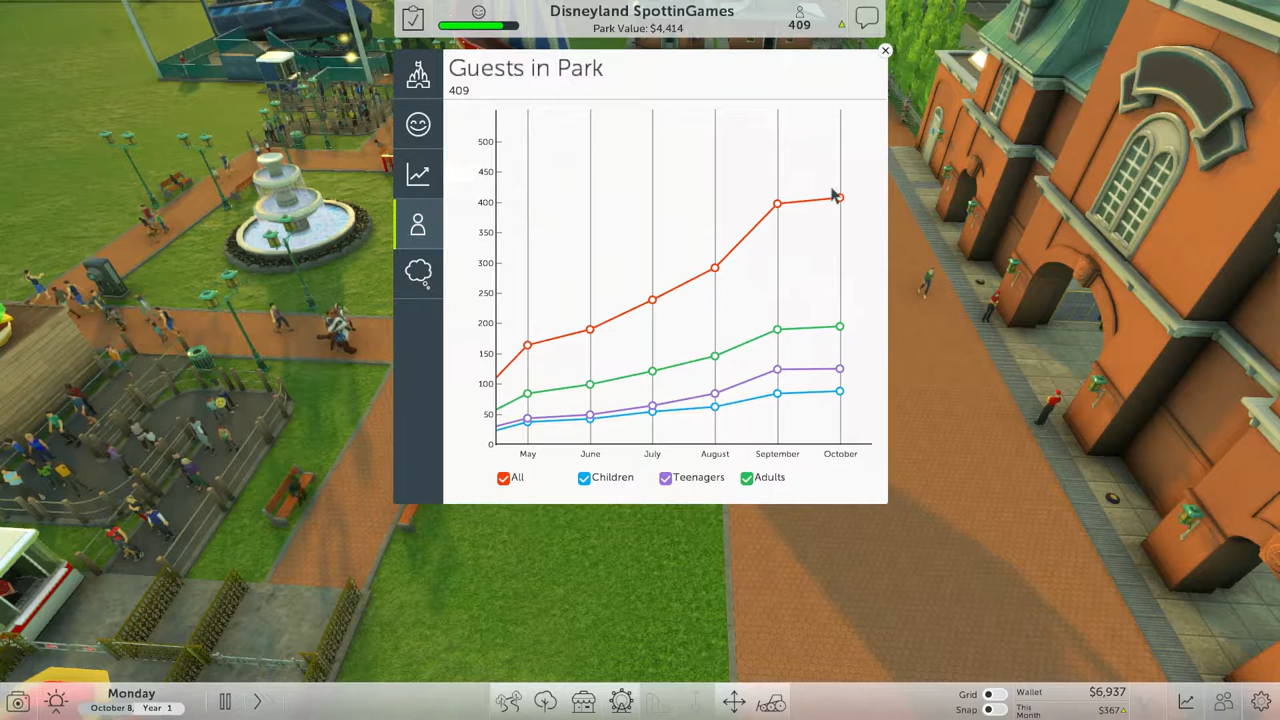 Disneyland SpottinGames
Park Value: $4,414
409
Guests in Park
409
500
450
400
350
300
250
200
150
100
50
0
May June July August September October
All Children Teenagers Adults
Monday
October 8, Year 1
Grid
Snap
Wallet $6,937
This Month $367